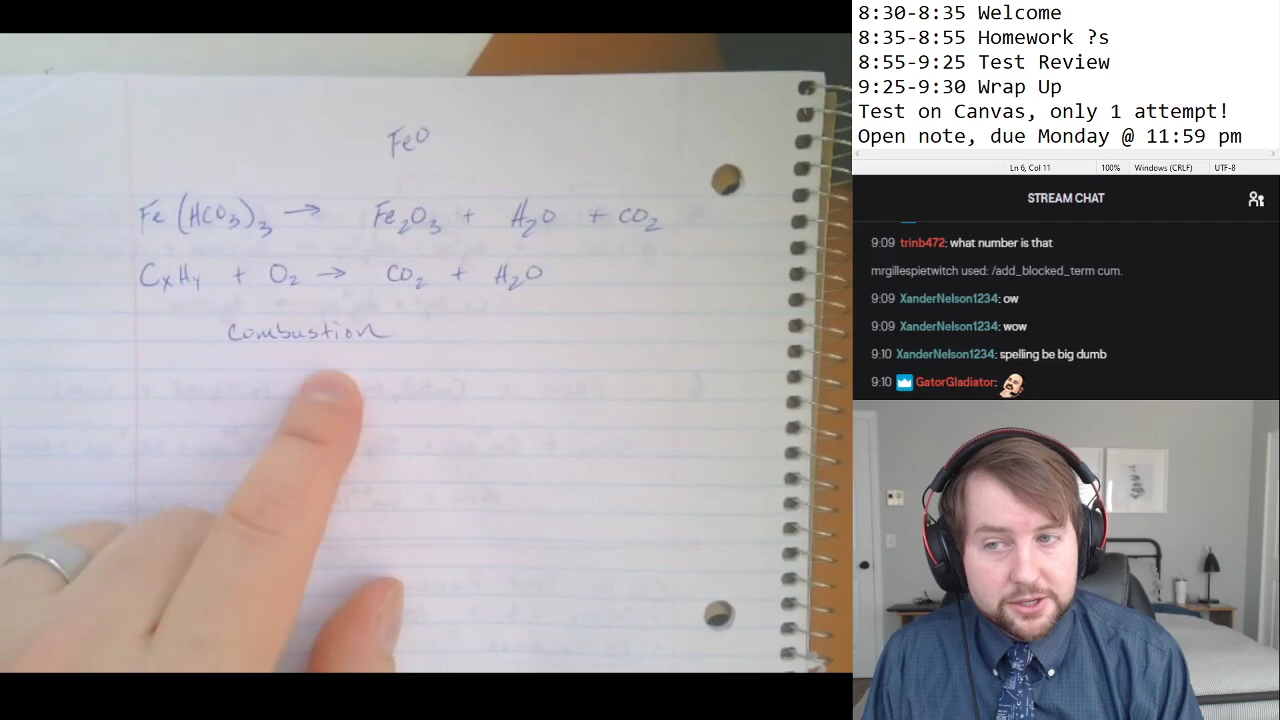 FeO
Fe(HCO3)3 → Fe2O3 + H2O + CO2
CxHy + O2 → CO2 + H2O
combustion
8:30-8:35 Welcome
8:35-8:55 Homework ?s
8:55-9:25 Test Review
9:25-9:30 Wrap Up
Test on Canvas, only 1 attempt!
Open note, due Monday @ 11:59 pm
Ln 6, Col 11 100% Windows (CRLF) UTF-8
STREAM CHAT
9:09 trinb472: what number is that
mrgillespietwitch used: /add_blocked_term cum.
9:09 XanderNelson1234: ow
9:09 XanderNelson1234: wow
9:10 XanderNelson1234: spelling be big dumb
9:10 GatorGladiator: